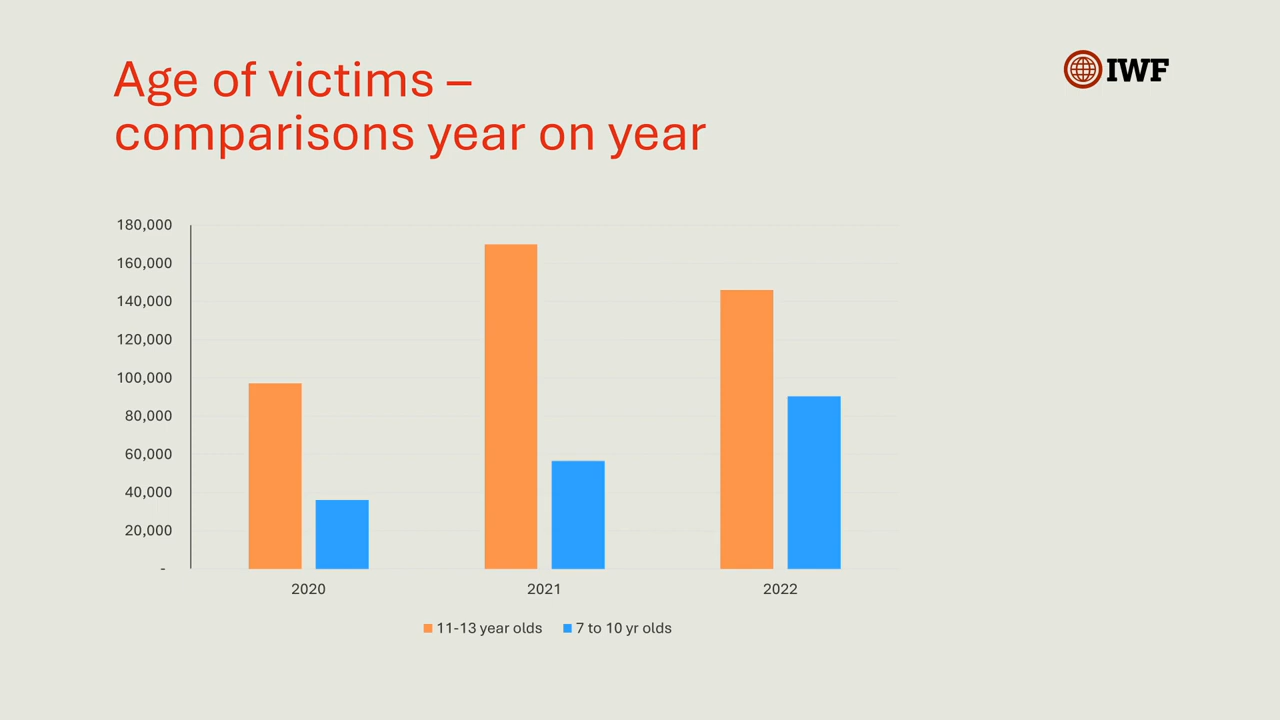 Age of victims –
comparisons year on year
IWF
180,000
160,000
140,000
120,000
100,000
80,000
60,000
40,000
20,000
-
2020 2021 2022
11-13 year olds 7 to 10 yr olds